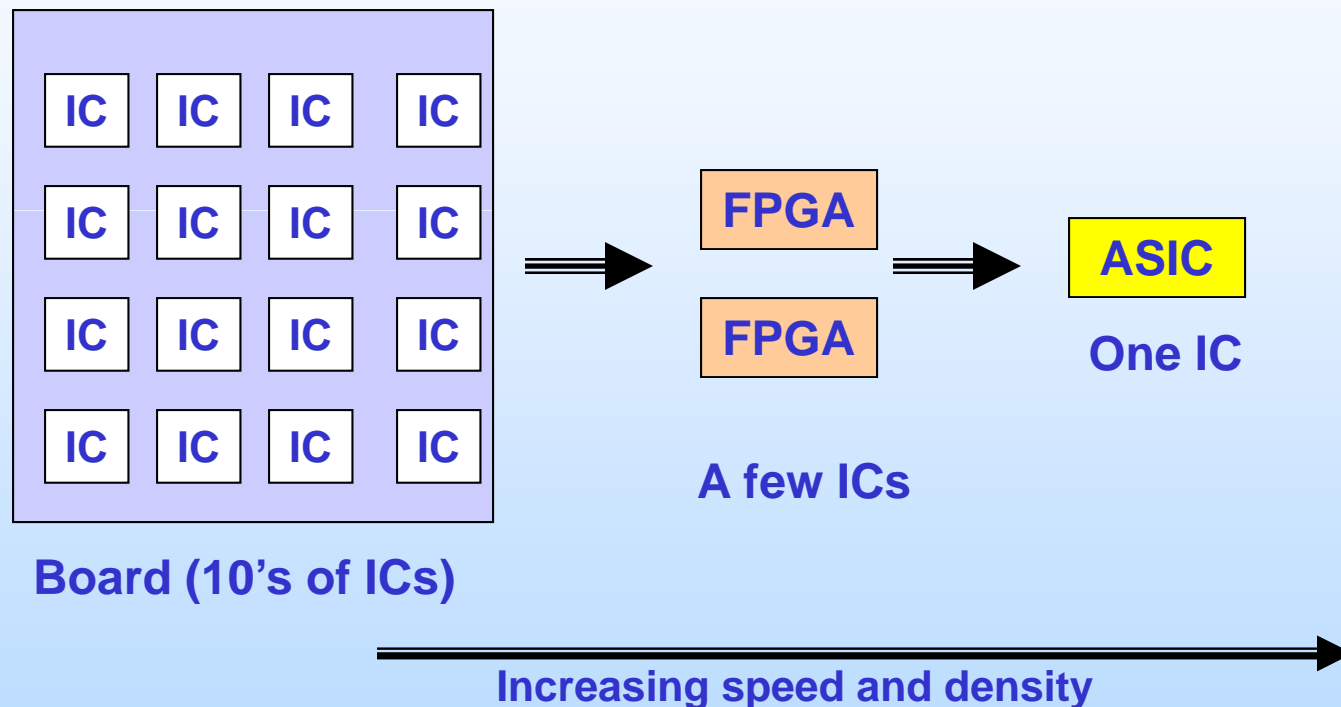 IC IC IC IC
IC IC IC IC
IC IC IC IC
IC IC IC IC
Board (10's of ICs)
FPGA
FPGA
A few ICs
ASIC
One IC
Increasing speed and density